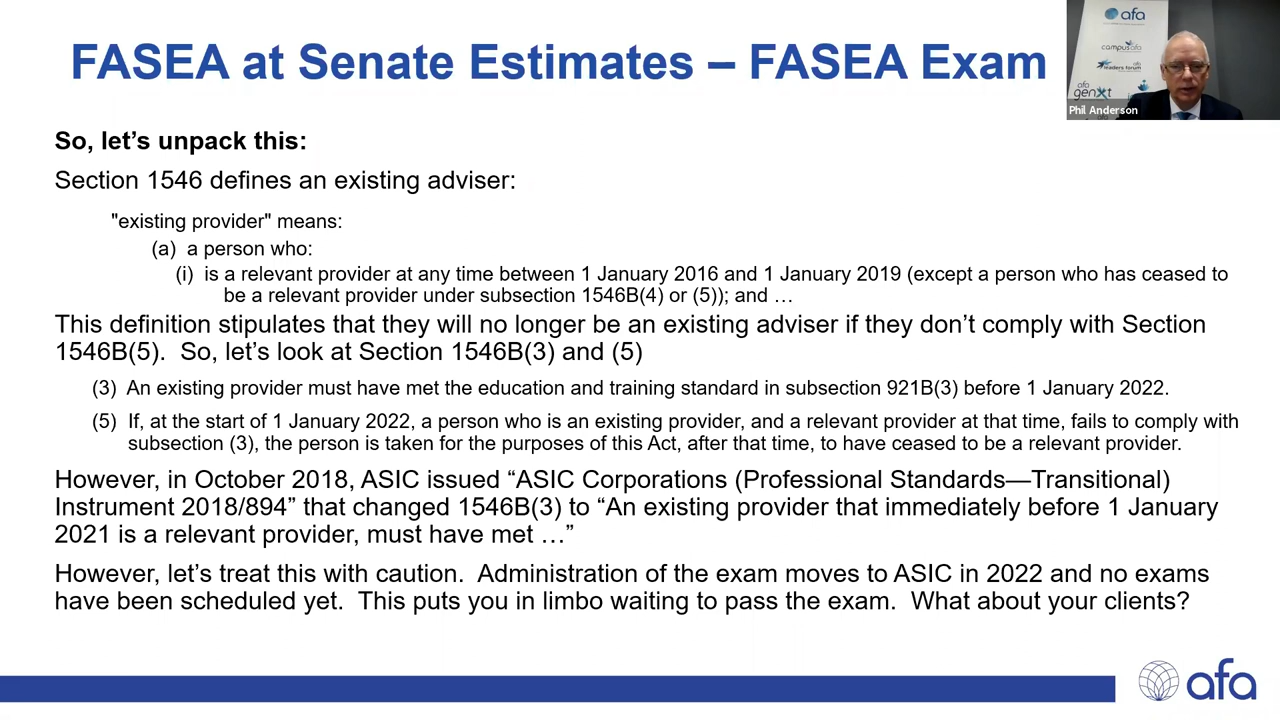 FASEA at Senate Estimates – FASEA Exam
afa
campusafa
afa
leaders forum
afa
genxt
Phil Anderson
So, let’s unpack this:
Section 1546 defines an existing adviser:
"existing provider" means:
(a) a person who:
(i) is a relevant provider at any time between 1 January 2016 and 1 January 2019 (except a person who has ceased to
be a relevant provider under subsection 1546B(4) or (5)); and …
This definition stipulates that they will no longer be an existing adviser if they don’t comply with Section
1546B(5). So, let’s look at Section 1546B(3) and (5)
(3) An existing provider must have met the education and training standard in subsection 921B(3) before 1 January 2022.
(5) If, at the start of 1 January 2022, a person who is an existing provider, and a relevant provider at that time, fails to comply with
subsection (3), the person is taken for the purposes of this Act, after that time, to have ceased to be a relevant provider.
However, in October 2018, ASIC issued “ASIC Corporations (Professional Standards—Transitional)
Instrument 2018/894” that changed 1546B(3) to “An existing provider that immediately before 1 January
2021 is a relevant provider, must have met …”
However, let’s treat this with caution. Administration of the exam moves to ASIC in 2022 and no exams
have been scheduled yet. This puts you in limbo waiting to pass the exam. What about your clients?
afa